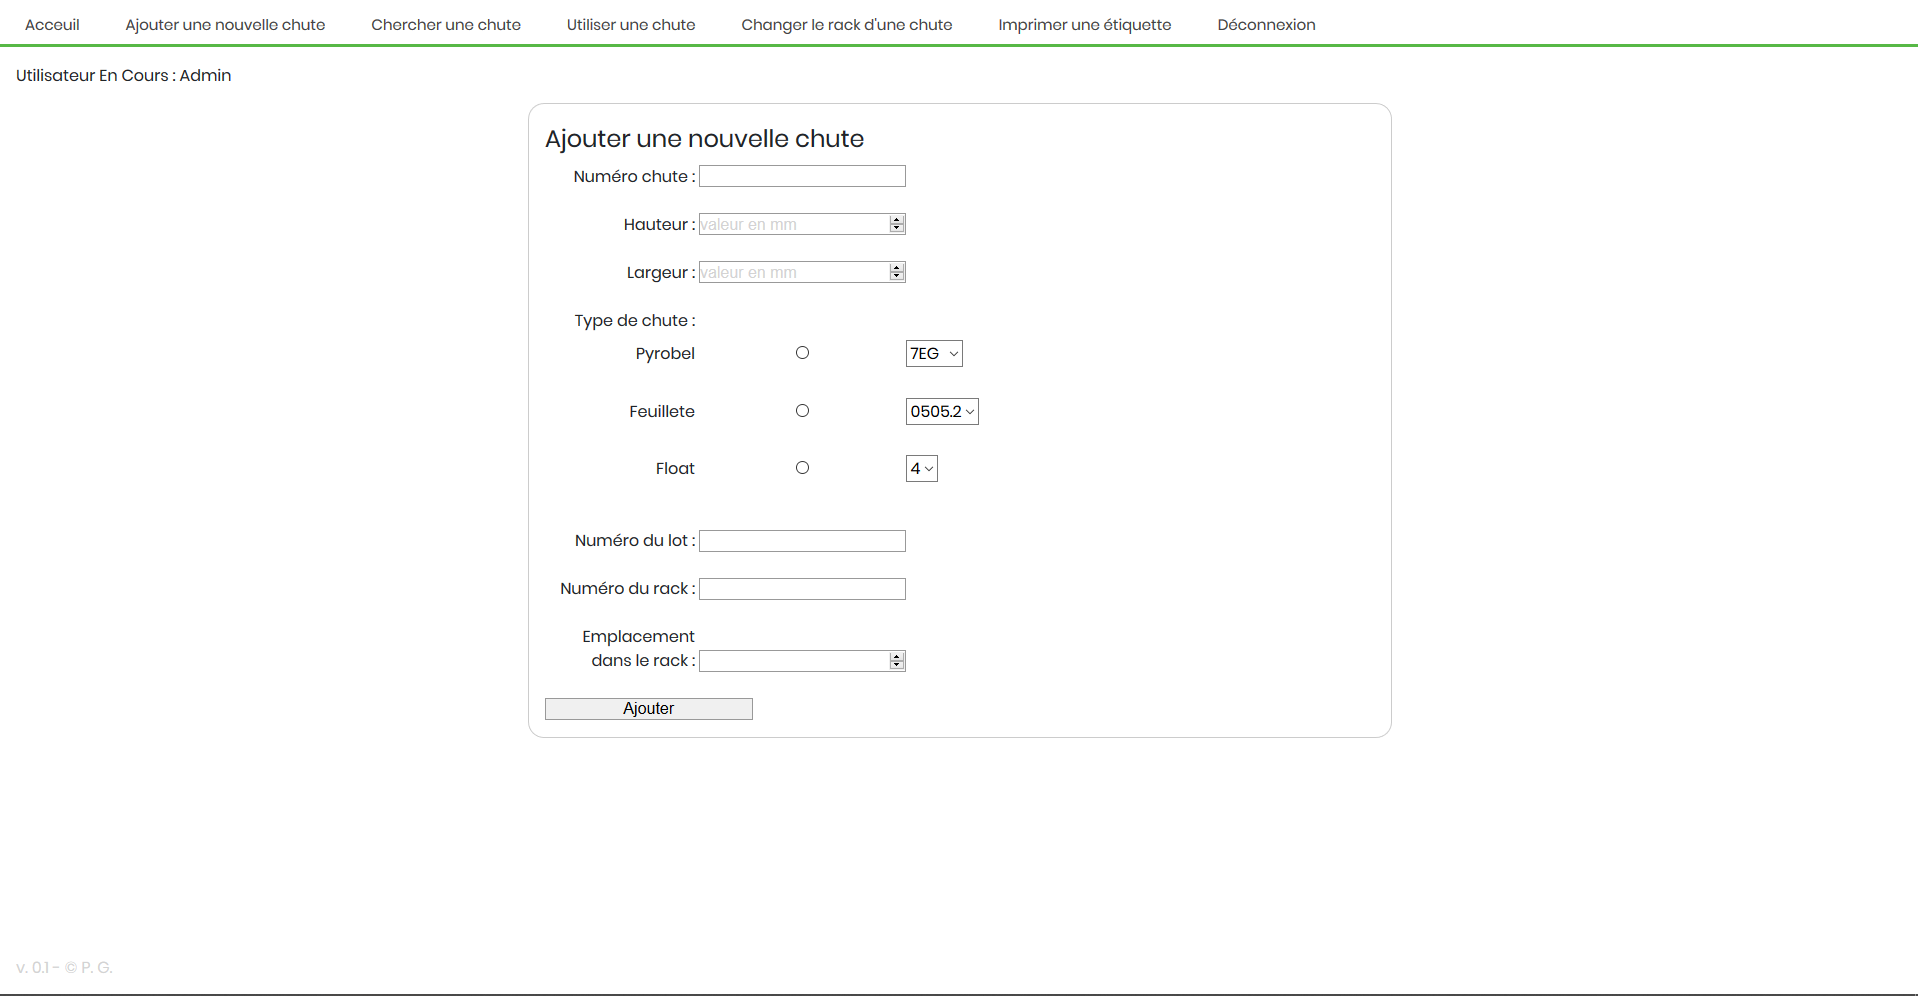 Acceuil Ajouter une nouvelle chute Chercher une chute Utiliser une chute Changer le rack d'une chute Imprimer une étiquette Déconnexion
Utilisateur En Cours : Admin
Ajouter une nouvelle chute
Numéro chute :
Hauteur : valeur en mm
Largeur : valeur en mm
Type de chute :
Pyrobel 7EG
Feuillete 0505.2
Float 4
Numéro du lot :
Numéro du rack :
Emplacement
dans le rack :
Ajouter
v. 0.1 - © P. G.